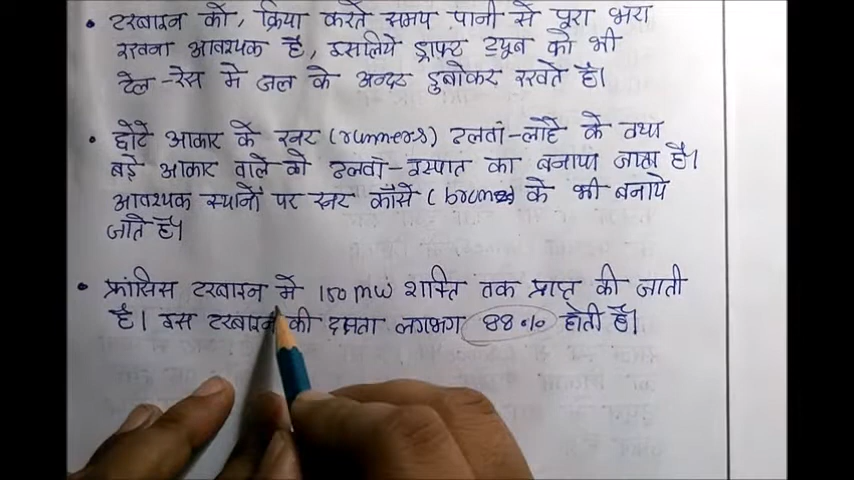 • टरबाइन को, क्रिया करते समय पानी से पूरा भरा
रखना आवश्यक है, इसलिये ड्राफ्ट ट्यूब को भी
टेल-रेस मे जल के अन्दर डुबोकर रखते है।
• छोटे आकार के रनर (runners) ढलवां-लोहे के तथा
बड़े आकार वाले को ढलवां-इस्पात का बनाया जाता है।
आवश्यक स्थानों पर रनर काँसे (bronze) के भी बनाये
जाते है।
• फ्रांसिस टरबाइन में 150 MW शक्ति तक प्राप्त की जाती
है। इस टरबाइन की दक्षता लगभग 88% होती है।